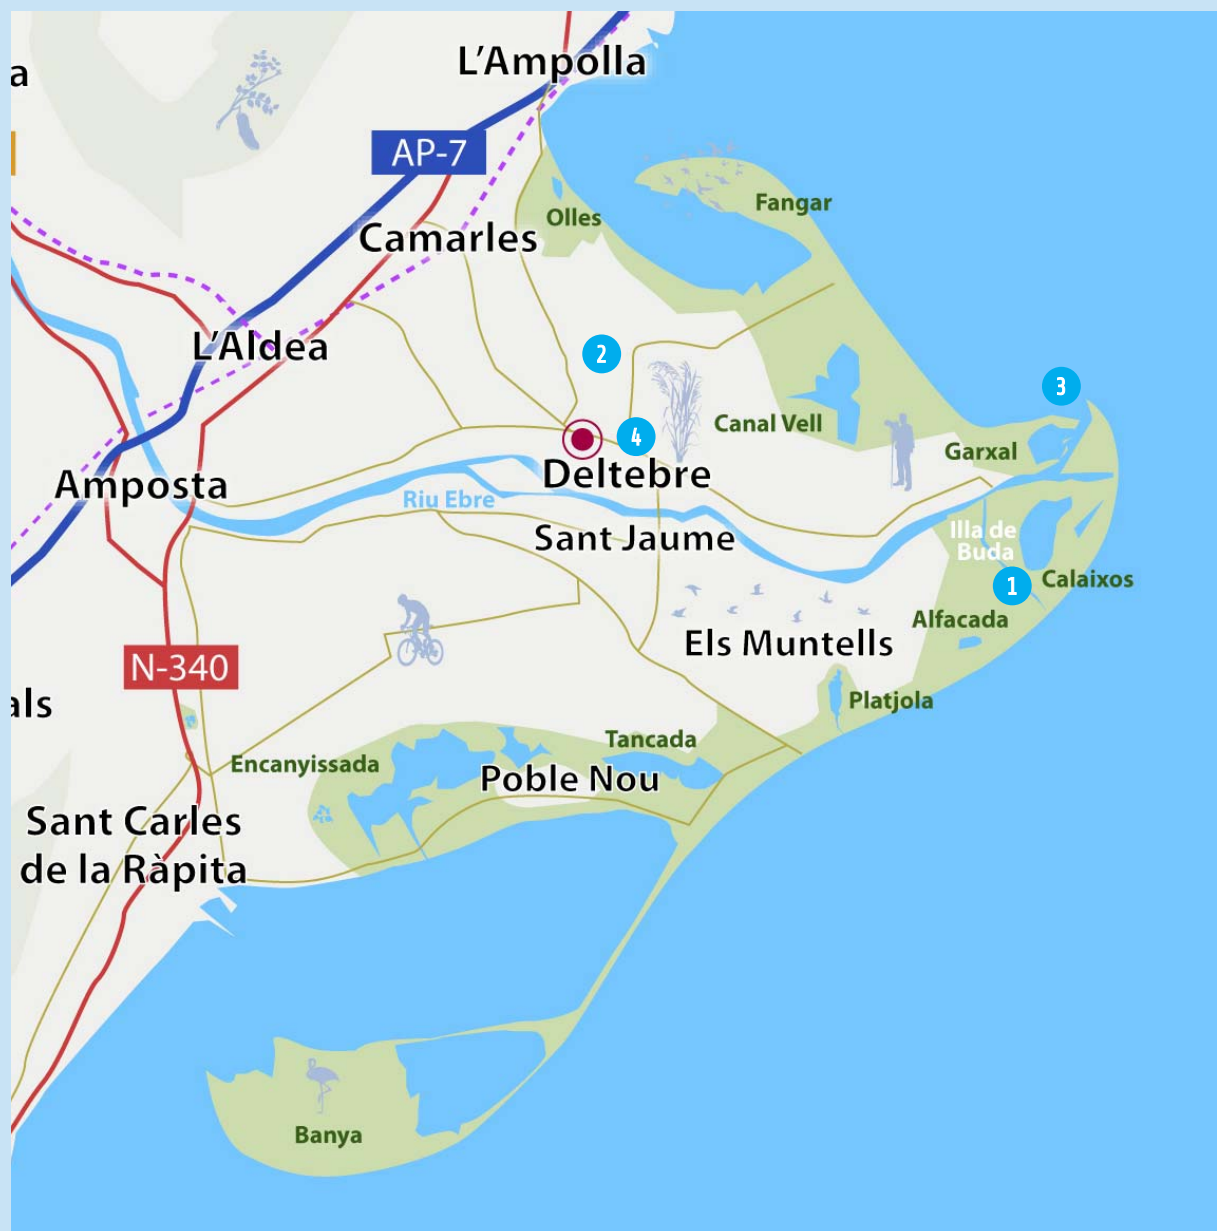 L'Ampolla
a
AP-7
Fangar
Olles
Camarles
L'Aldea
2
3
Canal Vell
4
Garxal
Deltebre
Amposta
Riu Ebre
Sant Jaume
Illa de
Buda
Calaixos
1
Alfacada
Els Muntells
N-340
als
Platjola
Tancada
Encanyissada
Poble Nou
Sant Carles
de la Ràpita
Banya